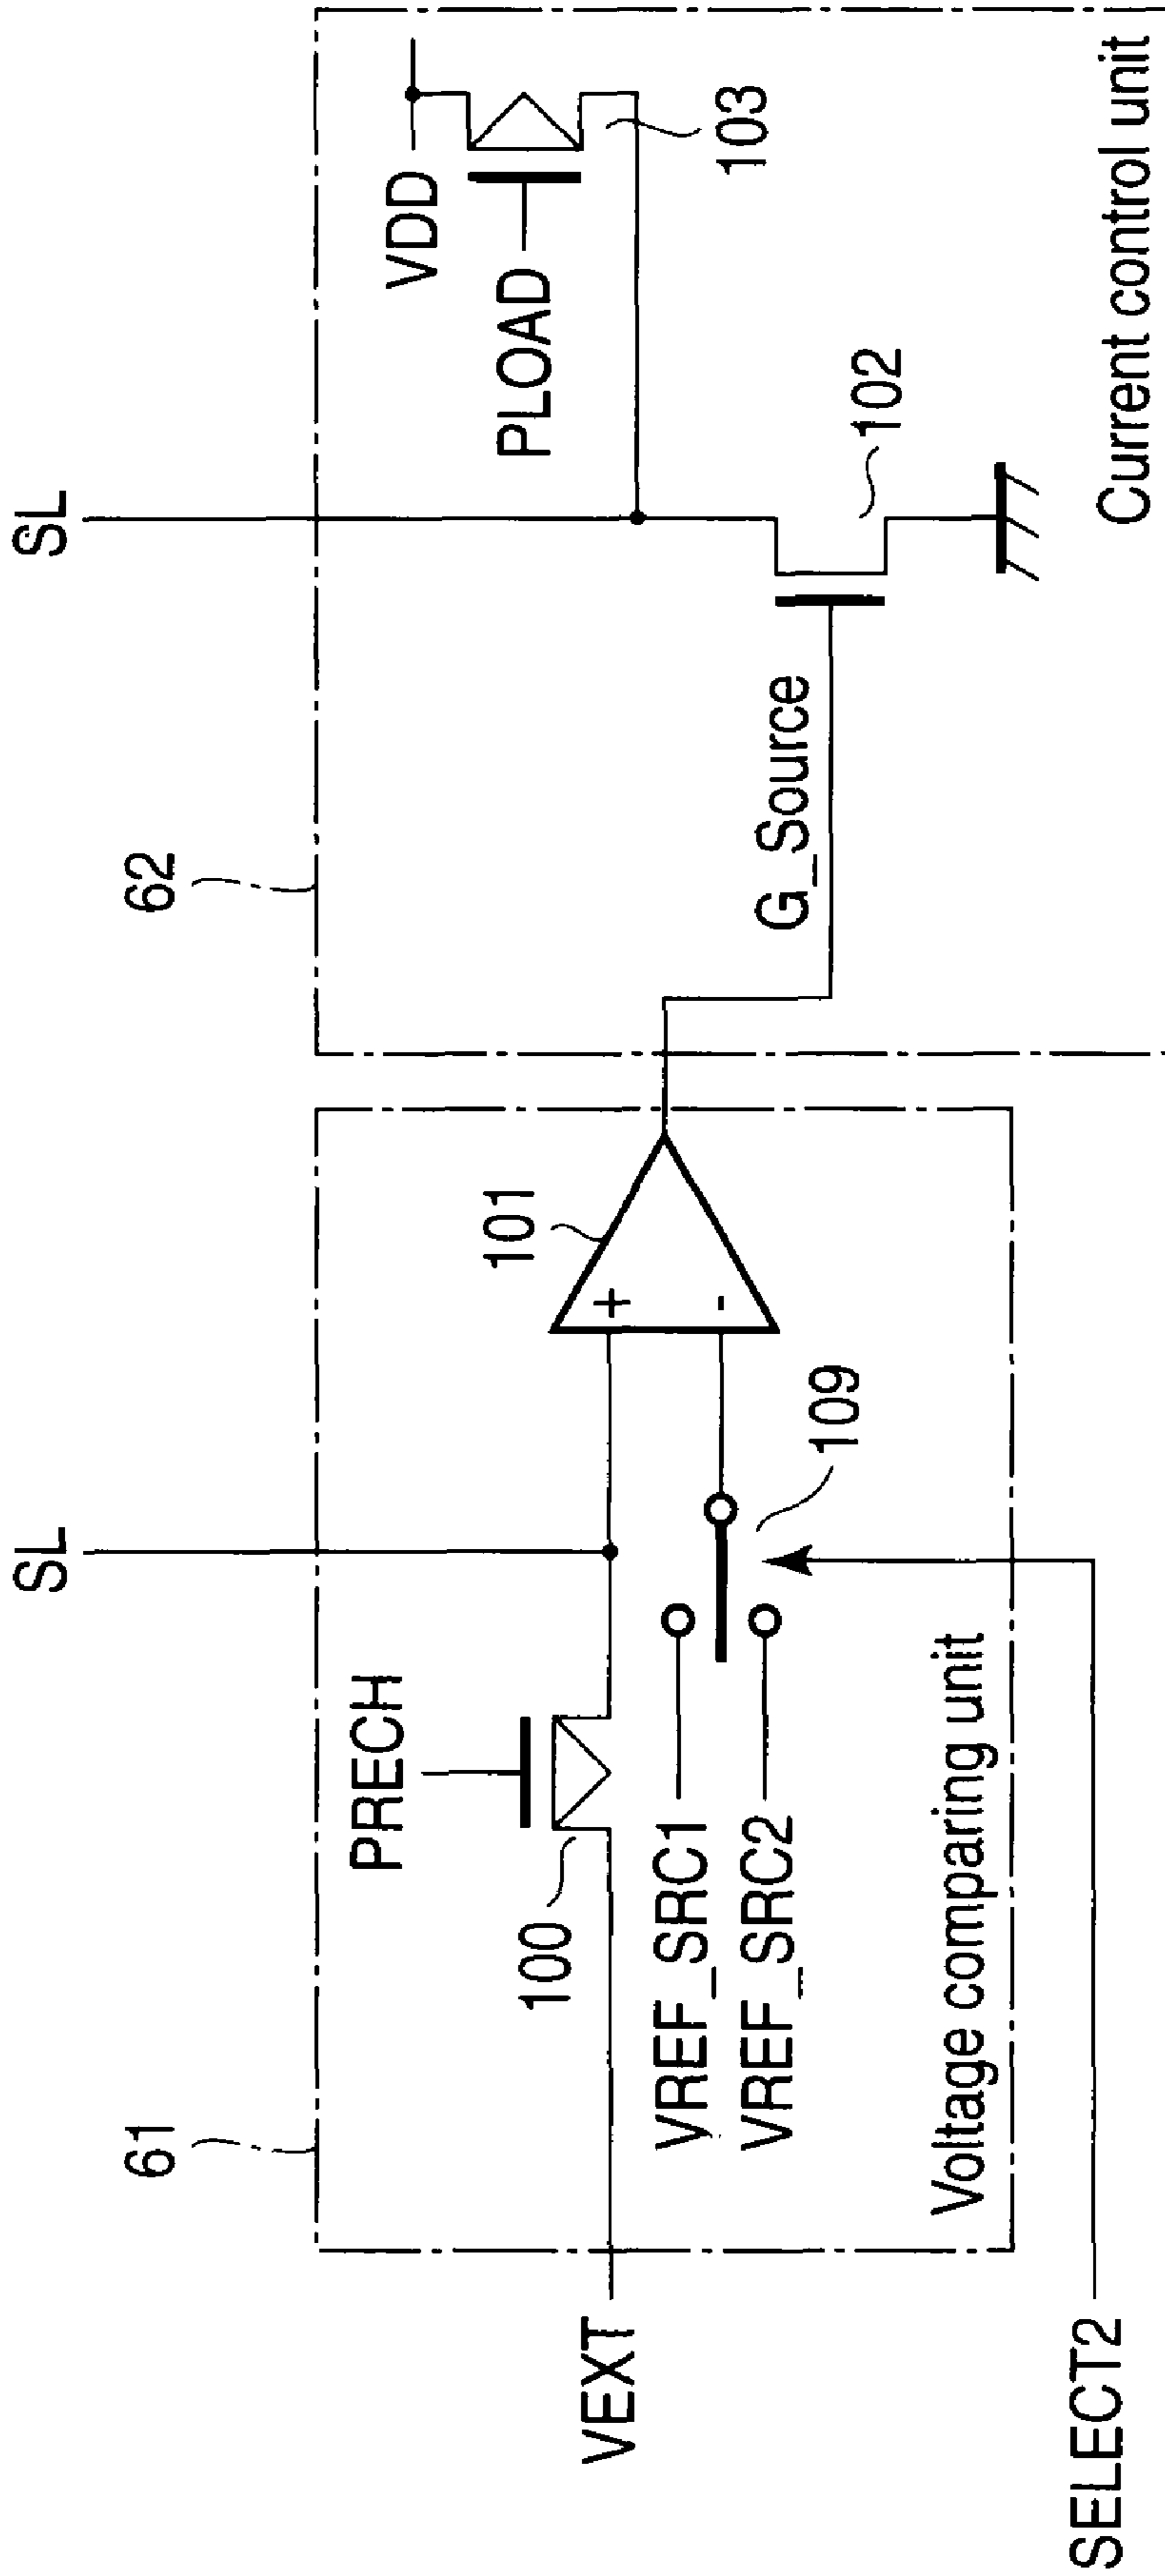 SL
SL
61
62
PRECH
VDD
100
101
PLOAD
103
VEXT
VREF_SRC1
+
VREF_SRC2
-
109
G_Source
102
Voltage comparing unit
SELECT2
Current control unit